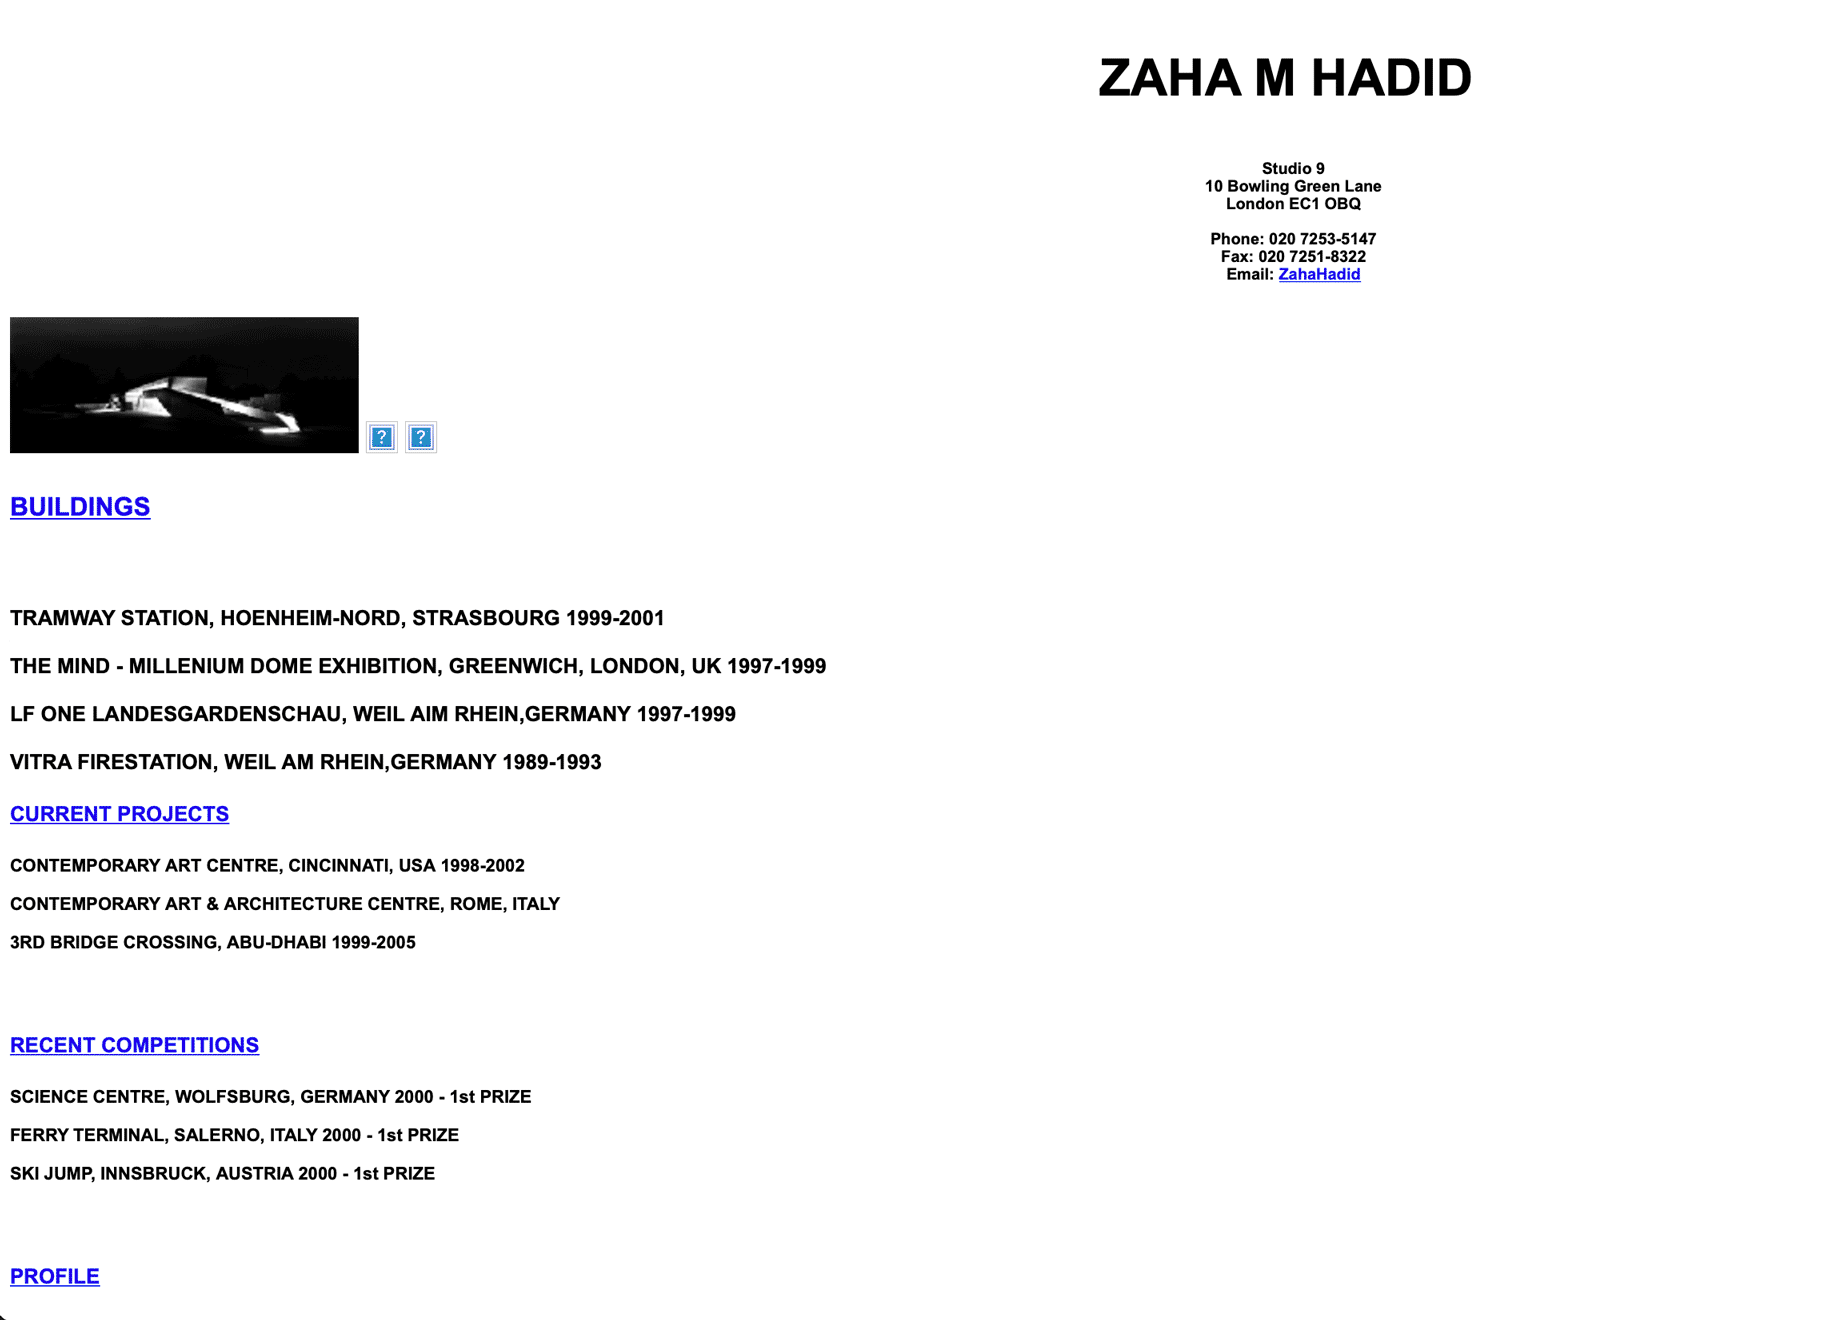 ZAHA M HADID
Studio 9
10 Bowling Green Lane
London EC1 OBQ
Phone: 020 7253-5147
Fax: 020 7251-8322
Email: ZahaHadid
? ?
BUILDINGS
TRAMWAY STATION, HOENHEIM-NORD, STRASBOURG 1999-2001
THE MIND - MILLENIUM DOME EXHIBITION, GREENWICH, LONDON, UK 1997-1999
LF ONE LANDESGARDENSCHAU, WEIL AIM RHEIN,GERMANY 1997-1999
VITRA FIRESTATION, WEIL AM RHEIN,GERMANY 1989-1993
CURRENT PROJECTS
CONTEMPORARY ART CENTRE, CINCINNATI, USA 1998-2002
CONTEMPORARY ART & ARCHITECTURE CENTRE, ROME, ITALY
3RD BRIDGE CROSSING, ABU-DHABI 1999-2005
RECENT COMPETITIONS
SCIENCE CENTRE, WOLFSBURG, GERMANY 2000 - 1st PRIZE
FERRY TERMINAL, SALERNO, ITALY 2000 - 1st PRIZE
SKI JUMP, INNSBRUCK, AUSTRIA 2000 - 1st PRIZE
PROFILE